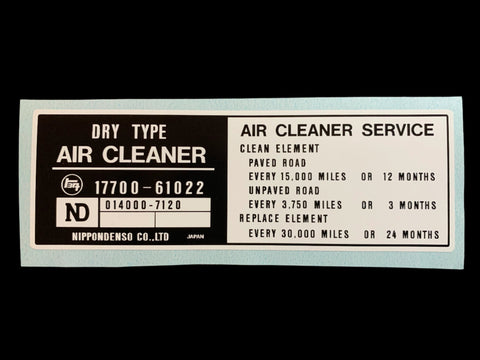 DRY TYPE
AIR CLEANER
TEQ 17700-61022
ND 014000-7120
NIPPONDENSO CO.,LTD JAPAN
AIR CLEANER SERVICE
CLEAN ELEMENT
PAVED ROAD
EVERY 15,000 MILES OR 12 MONTHS
UNPAVED ROAD
EVERY 3,750 MILES OR 3 MONTHS
REPLACE ELEMENT
EVERY 30,000 MILES OR 24 MONTHS